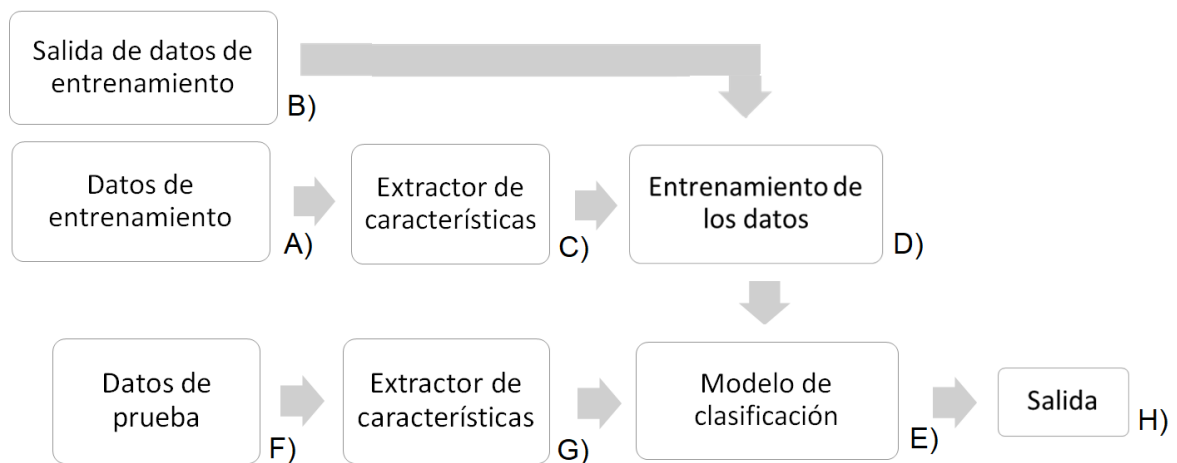 Salida de datos de
entrenamiento
B)
Datos de
entrenamiento
A)
Extractor de
características
C)
Entrenamiento de
los datos
D)
Datos de
prueba
F)
Extractor de
características
G)
Modelo de
clasificación
E)
Salida
H)